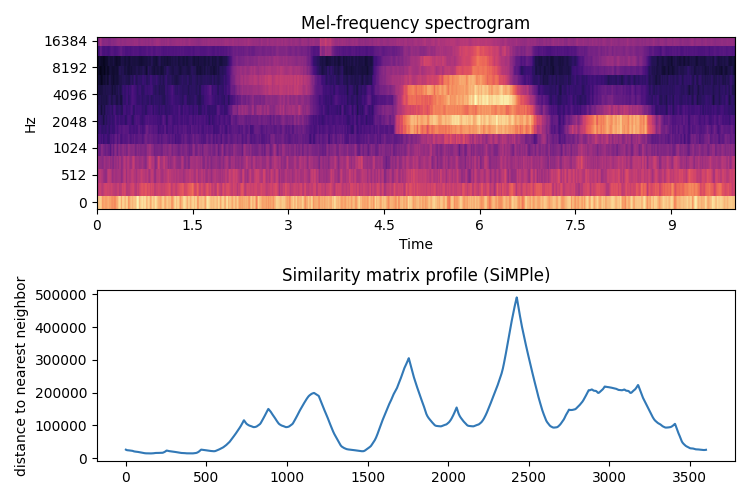 Mel-frequency spectrogram
16384
8192
4096
2048
1024
512
0
Hz
0 1.5 3 4.5 6 7.5 9
Time
Similarity matrix profile (SiMPle)
500000
400000
300000
200000
100000
0
distance to nearest neighbor
0 500 1000 1500 2000 2500 3000 3500